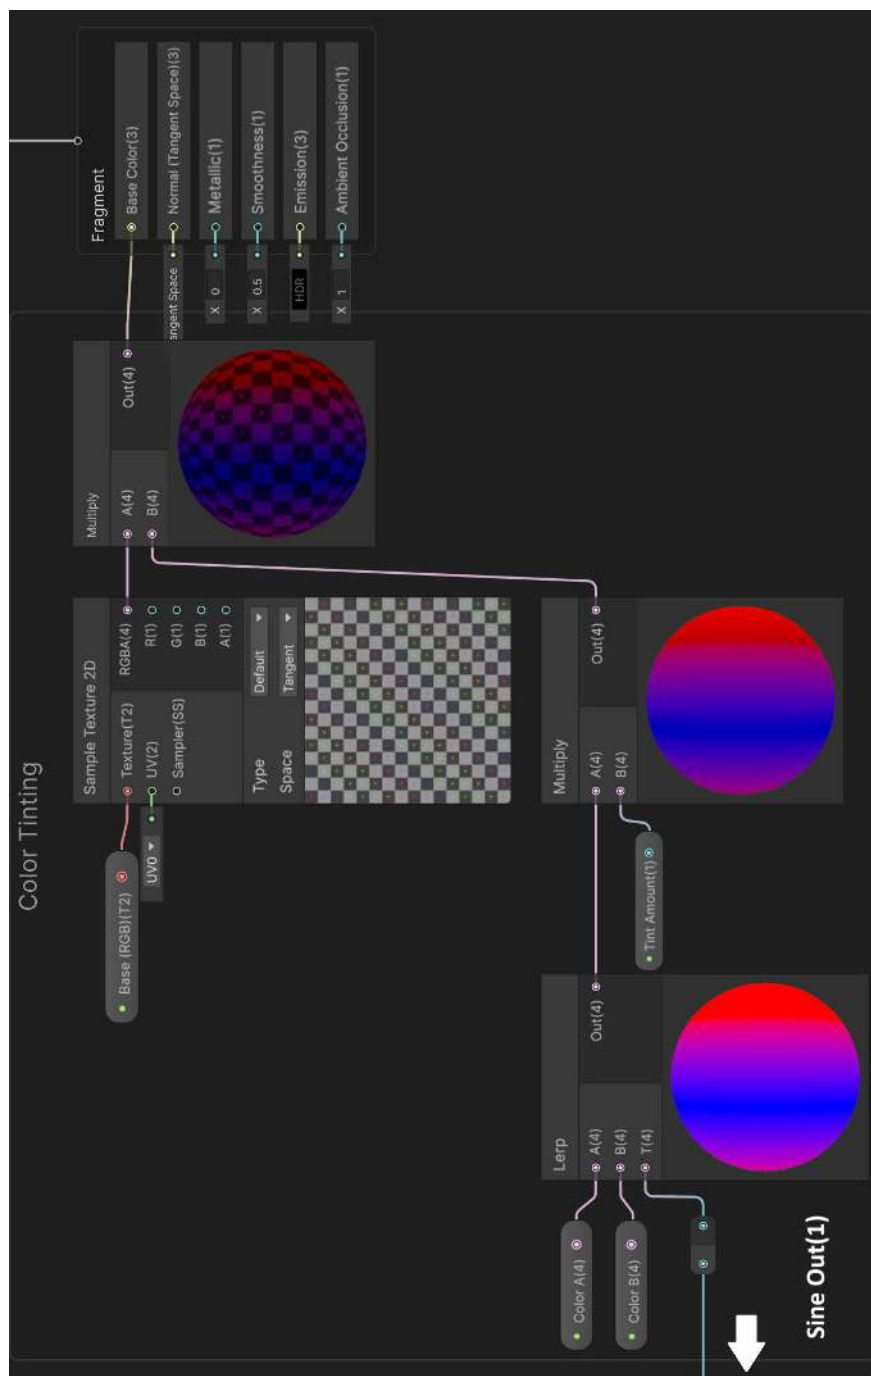 Color Tinting
Base (RGB)(T2)
UV0
Sample Texture 2D
Texture(T2)
RGBA(4)
UV(2)
R(1)
Sampler(SS)
G(1)
B(1)
A(1)
Type
Default
Space
Tangent
Multiply
A(4)
Out(4)
B(4)
Fragment
Base Color(3)
angent Space
Normal (Tangent Space)(3)
X 0
Metallic(1)
X 0.5
Smoothness(1)
HDR
Emission(3)
X 1
Ambient Occlusion(1)
Color A(4)
Color B(4)
Lerp
A(4)
Out(4)
B(4)
T(4)
Tint Amount(1)
Multiply
A(4)
Out(4)
B(4)
Sine Out(1)